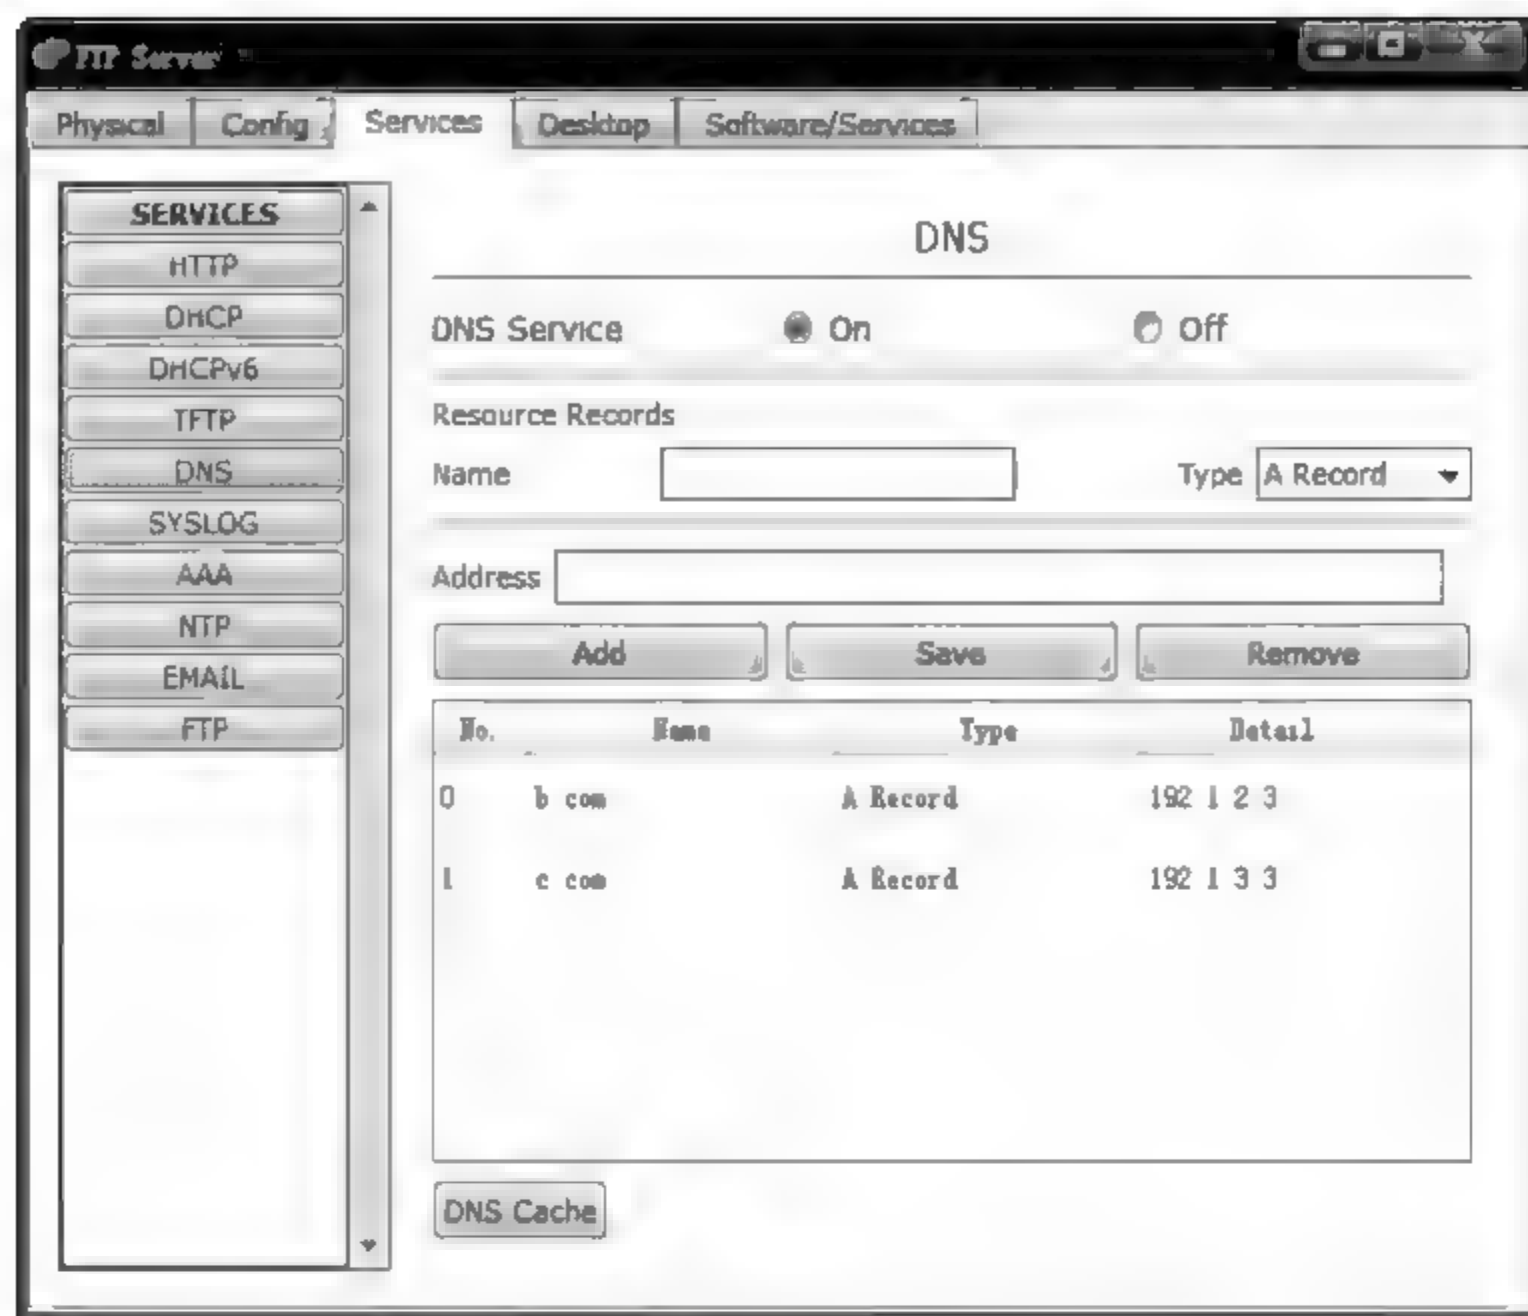 FTP Server
Physical Config Services Desktop Software/Services
SERVICES
HTTP
DHCP
DHCPv6
TFTP
DNS
SYSLOG
AAA
NTP
EMAIL
FTP
DNS
DNS Service On Off
Resource Records
Name Type A Record
Address
Add Save Remove
No. Name Type Detail
0 b com A Record 192 1 2 3
1 c com A Record 192 1 3 3
DNS Cache